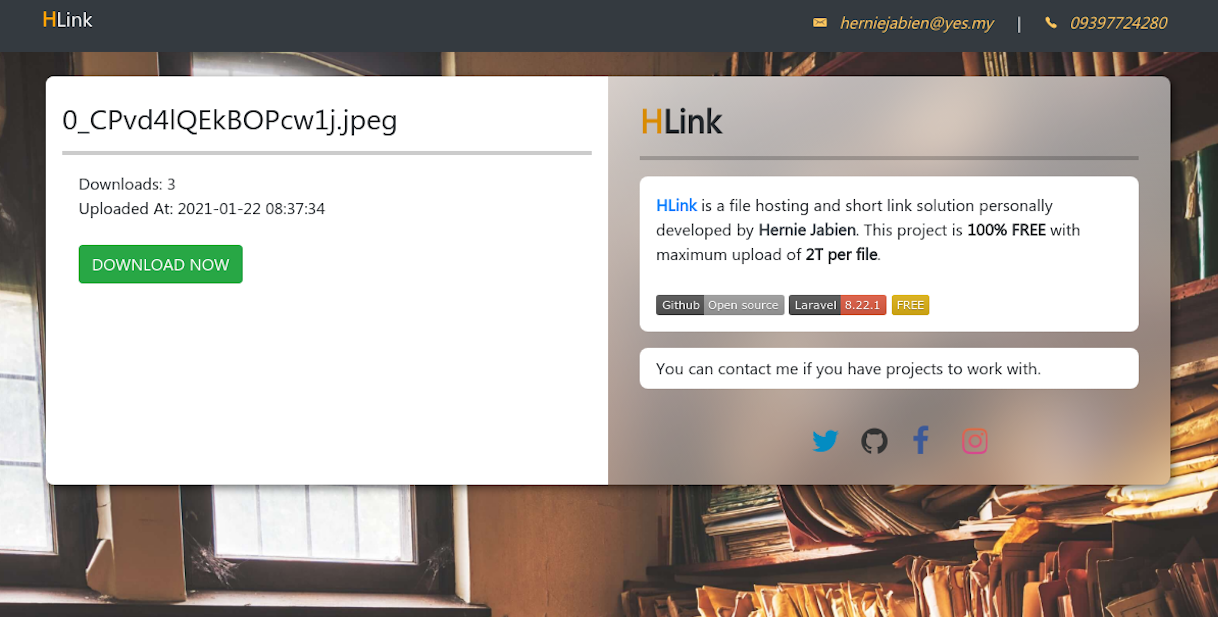 HLink
herniejabien@yes.my | 09397724280
0_CPvd4lQEkBOPcw1j.jpeg
Downloads: 3
Uploaded At: 2021-01-22 08:37:34
DOWNLOAD NOW
HLink
HLink is a file hosting and short link solution personally
developed by Hernie Jabien. This project is 100% FREE with
maximum upload of 2T per file.
Github Open source Laravel 8.22.1 FREE
You can contact me if you have projects to work with.